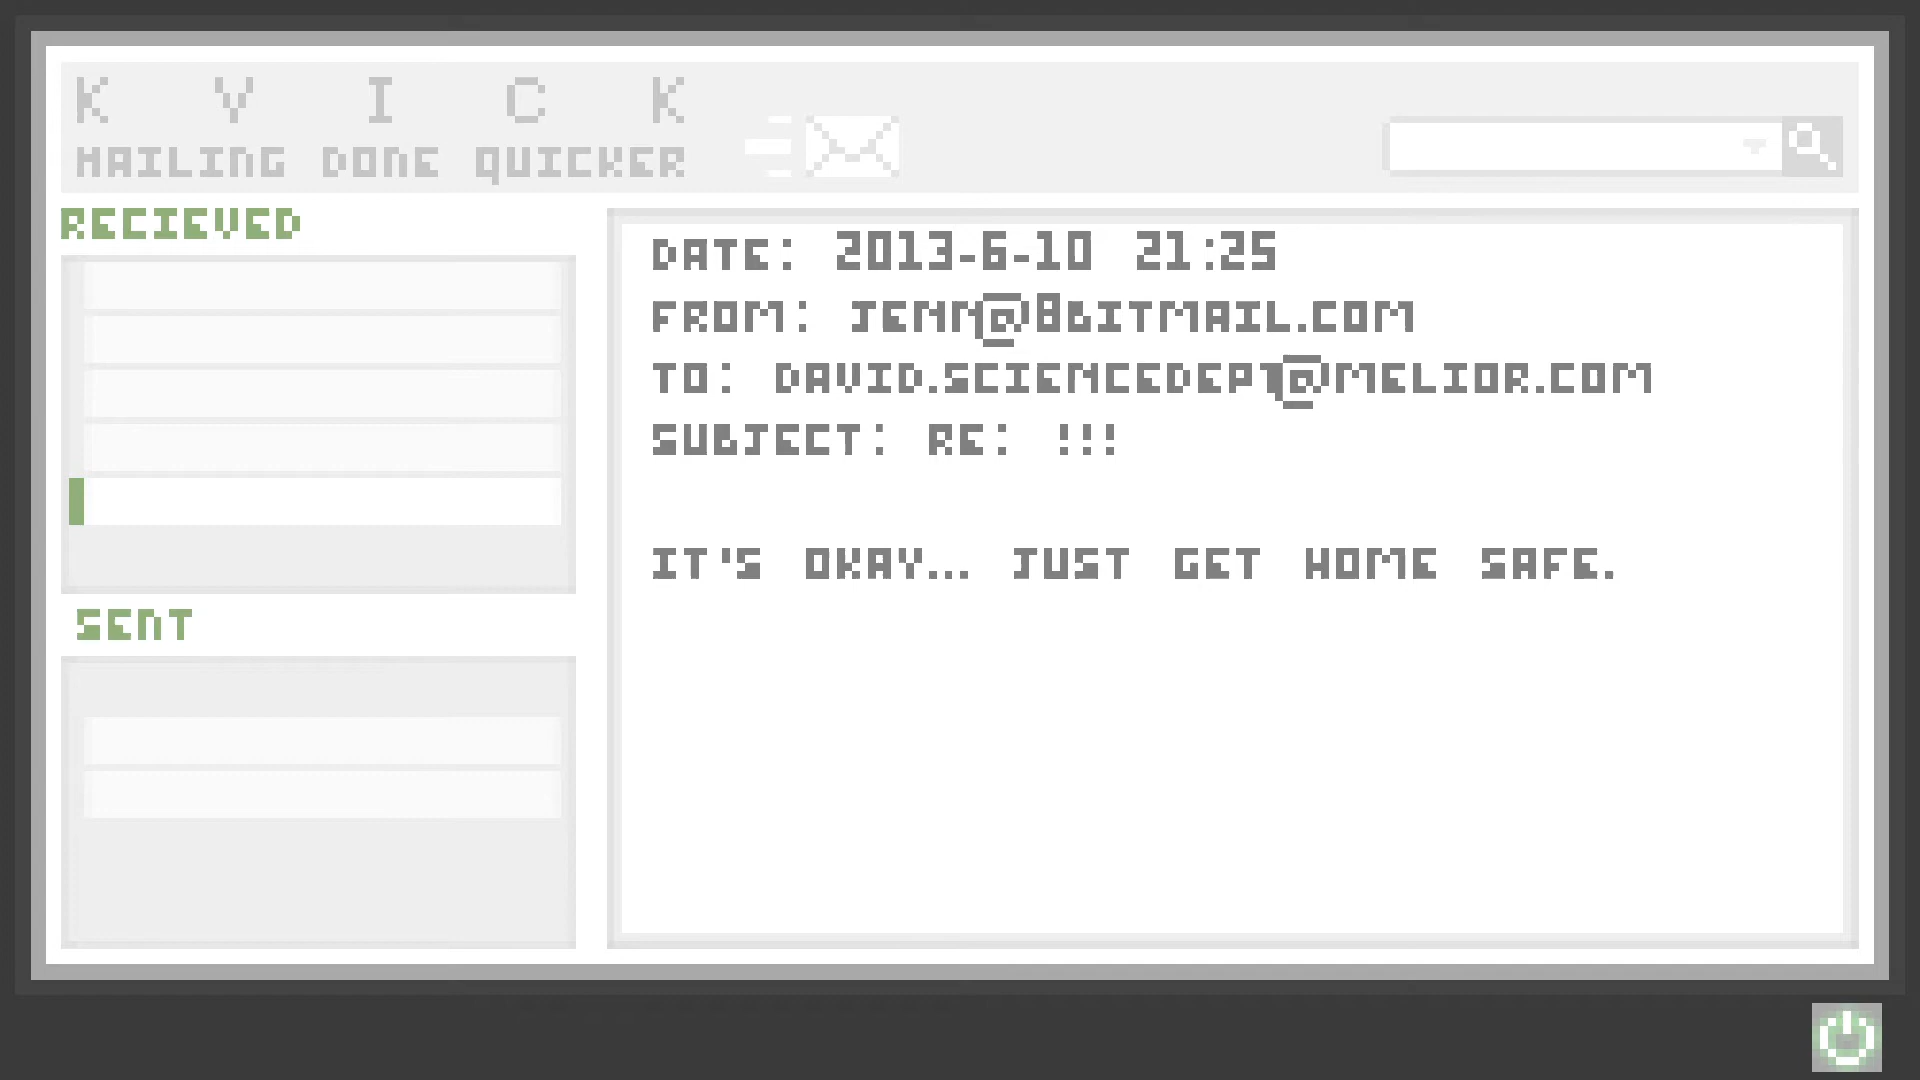 K V I C K
MAILING DONE QUICKER
RECIEVED
SENT
DATE: 2013-6-10 21:25
FROM: JENN@8BITMAIL.COM
TO: DAVID.SCIENCEDEPT@MELIOR.COM
SUBJECT: RE: !!!
IT'S OKAY... JUST GET HOME SAFE.